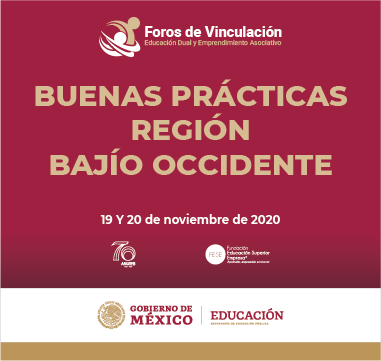 Foros de Vinculación
Educación Dual y Emprendimiento Asociativo
BUENAS PRÁCTICAS
REGIÓN
BAJÍO OCCIDENTE
19 Y 20 de noviembre de 2020
70
ANUIES
FESE
Fundación
Educación Superior
Empresa
GOBIERNO DE
MÉXICO
EDUCACIÓN
SECRETARÍA DE EDUCACIÓN PÚBLICA